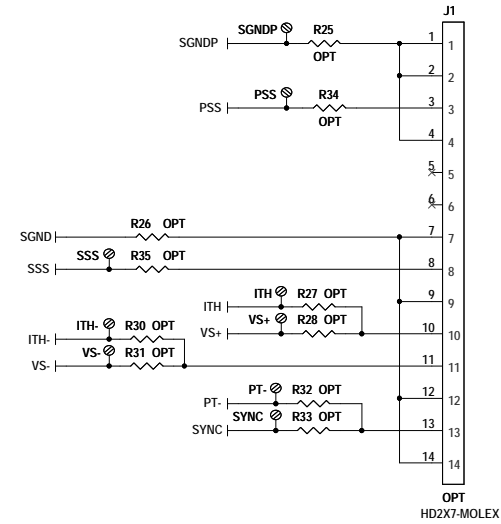 J1
SGNDP R25
SGNDP 1 1
OPT
2 2
PSS R34
PSS 3 3
OPT
4 4
5 5
6 6
R26 OPT
SGND 7 7
SSS R35 OPT
SSS 8 8
ITH R27 OPT
9 9
ITH
VS+ R28 OPT
VS+ 10 10
ITH- R30 OPT
ITH-
VS- R31 OPT
VS- 11 11
PT- R32 OPT
12 12
PT-
SYNC R33 OPT
SYNC 13 13
14 14
OPT
HD2X7-MOLEX